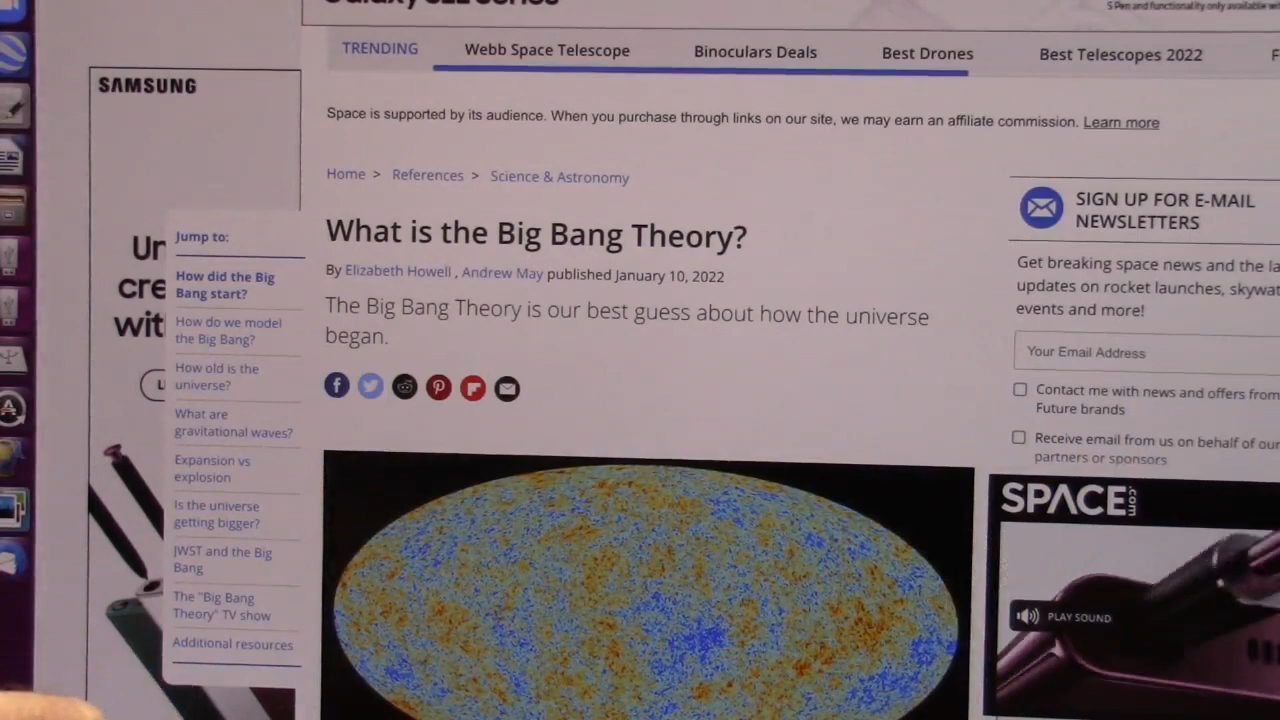 S Pen and functionality only available
TRENDING
Webb Space Telescope
Binoculars Deals
Best Drones
Best Telescopes 2022
SAMSUNG
Space is supported by its audience. When you purchase through links on our site, we may earn an affiliate commission. Learn more
Home > References > Science & Astronomy
What is the Big Bang Theory?
By Elizabeth Howell , Andrew May published January 10, 2022
The Big Bang Theory is our best guess about how the universe
began.
Jump to:
How did the Big
Bang start?
How do we model
the Big Bang?
How old is the
universe?
What are
gravitational waves?
Expansion vs
explosion
Is the universe
getting bigger?
JWST and the Big
Bang
The "Big Bang
Theory" TV show
Additional resources
SIGN UP FOR E-MAIL
NEWSLETTERS
Get breaking space news and the
updates on rocket launches,
events and more!
Your Email Address
Contact me with news and offers from
Future brands
Receive email from us on behalf of our
partners or sponsors
SPACE.com
PLAY SOUND